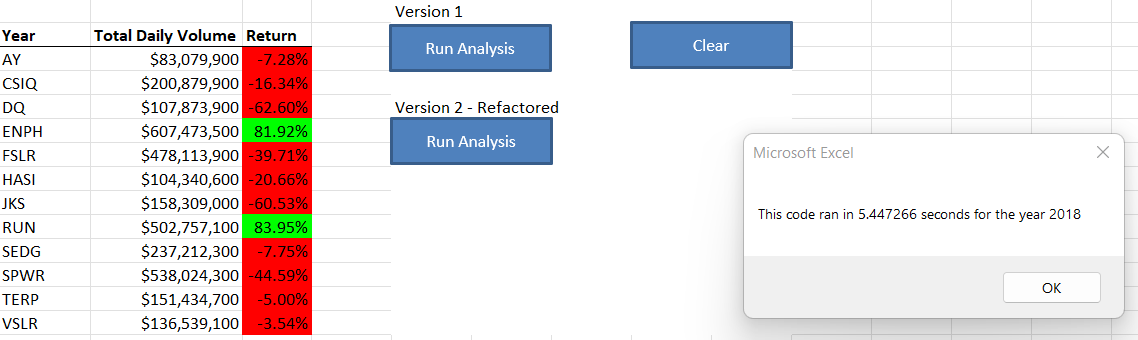 Version 1
Year Total Daily Volume Return
Run Analysis
Clear
AY $83,079,900 -7.28%
CSIQ $200,879,900 -16.34%
DQ $107,873,900 -62.60%
Version 2 - Refactored
ENPH $607,473,500 81.92%
Run Analysis
FSLR $478,113,900 -39.71%
HASI $104,340,600 -20.66%
JKS $158,309,000 -60.53%
RUN $502,757,100 83.95%
SEDG $237,212,300 -7.75%
SPWR $538,024,300 -44.59%
TERP $151,434,700 -5.00%
VSLR $136,539,100 -3.54%
Microsoft Excel
This code ran in 5.447266 seconds for the year 2018
OK